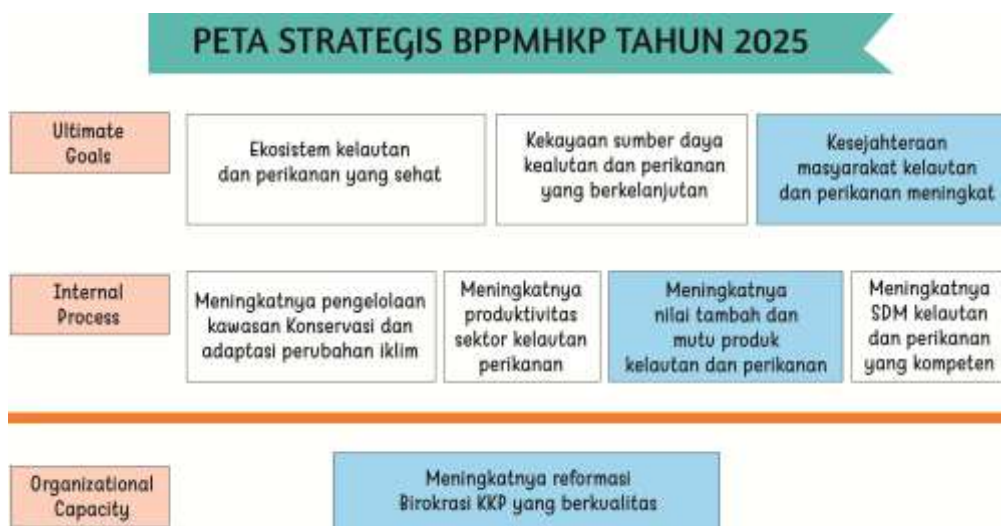 PETA STRATEGIS BPPMHKP TAHUN 2025
Ultimate
Goals
Ekosistem kelautan
dan perikanan yang sehat
Kekayaan sumber daya
kealutan dan perikanan
yang berkelanjutan
Kesejahteraan
masyarakat kelautan
dan perikanan meningkat
Internal
Process
Meningkatnya pengelolaan
kawasan Konservasi dan
adaptasi perubahan iklim
Meningkatnya
produktivitas
sektor kelautan
perikanan
Meningkatnya
nilai tambah dan
mutu produk
kelautan dan perikanan
Meningkatnya
SDM kelautan
dan perikanan
yang kompeten
Organizational
Capacity
Meningkatnya reformasi
Birokrasi KKP yang berkualitas